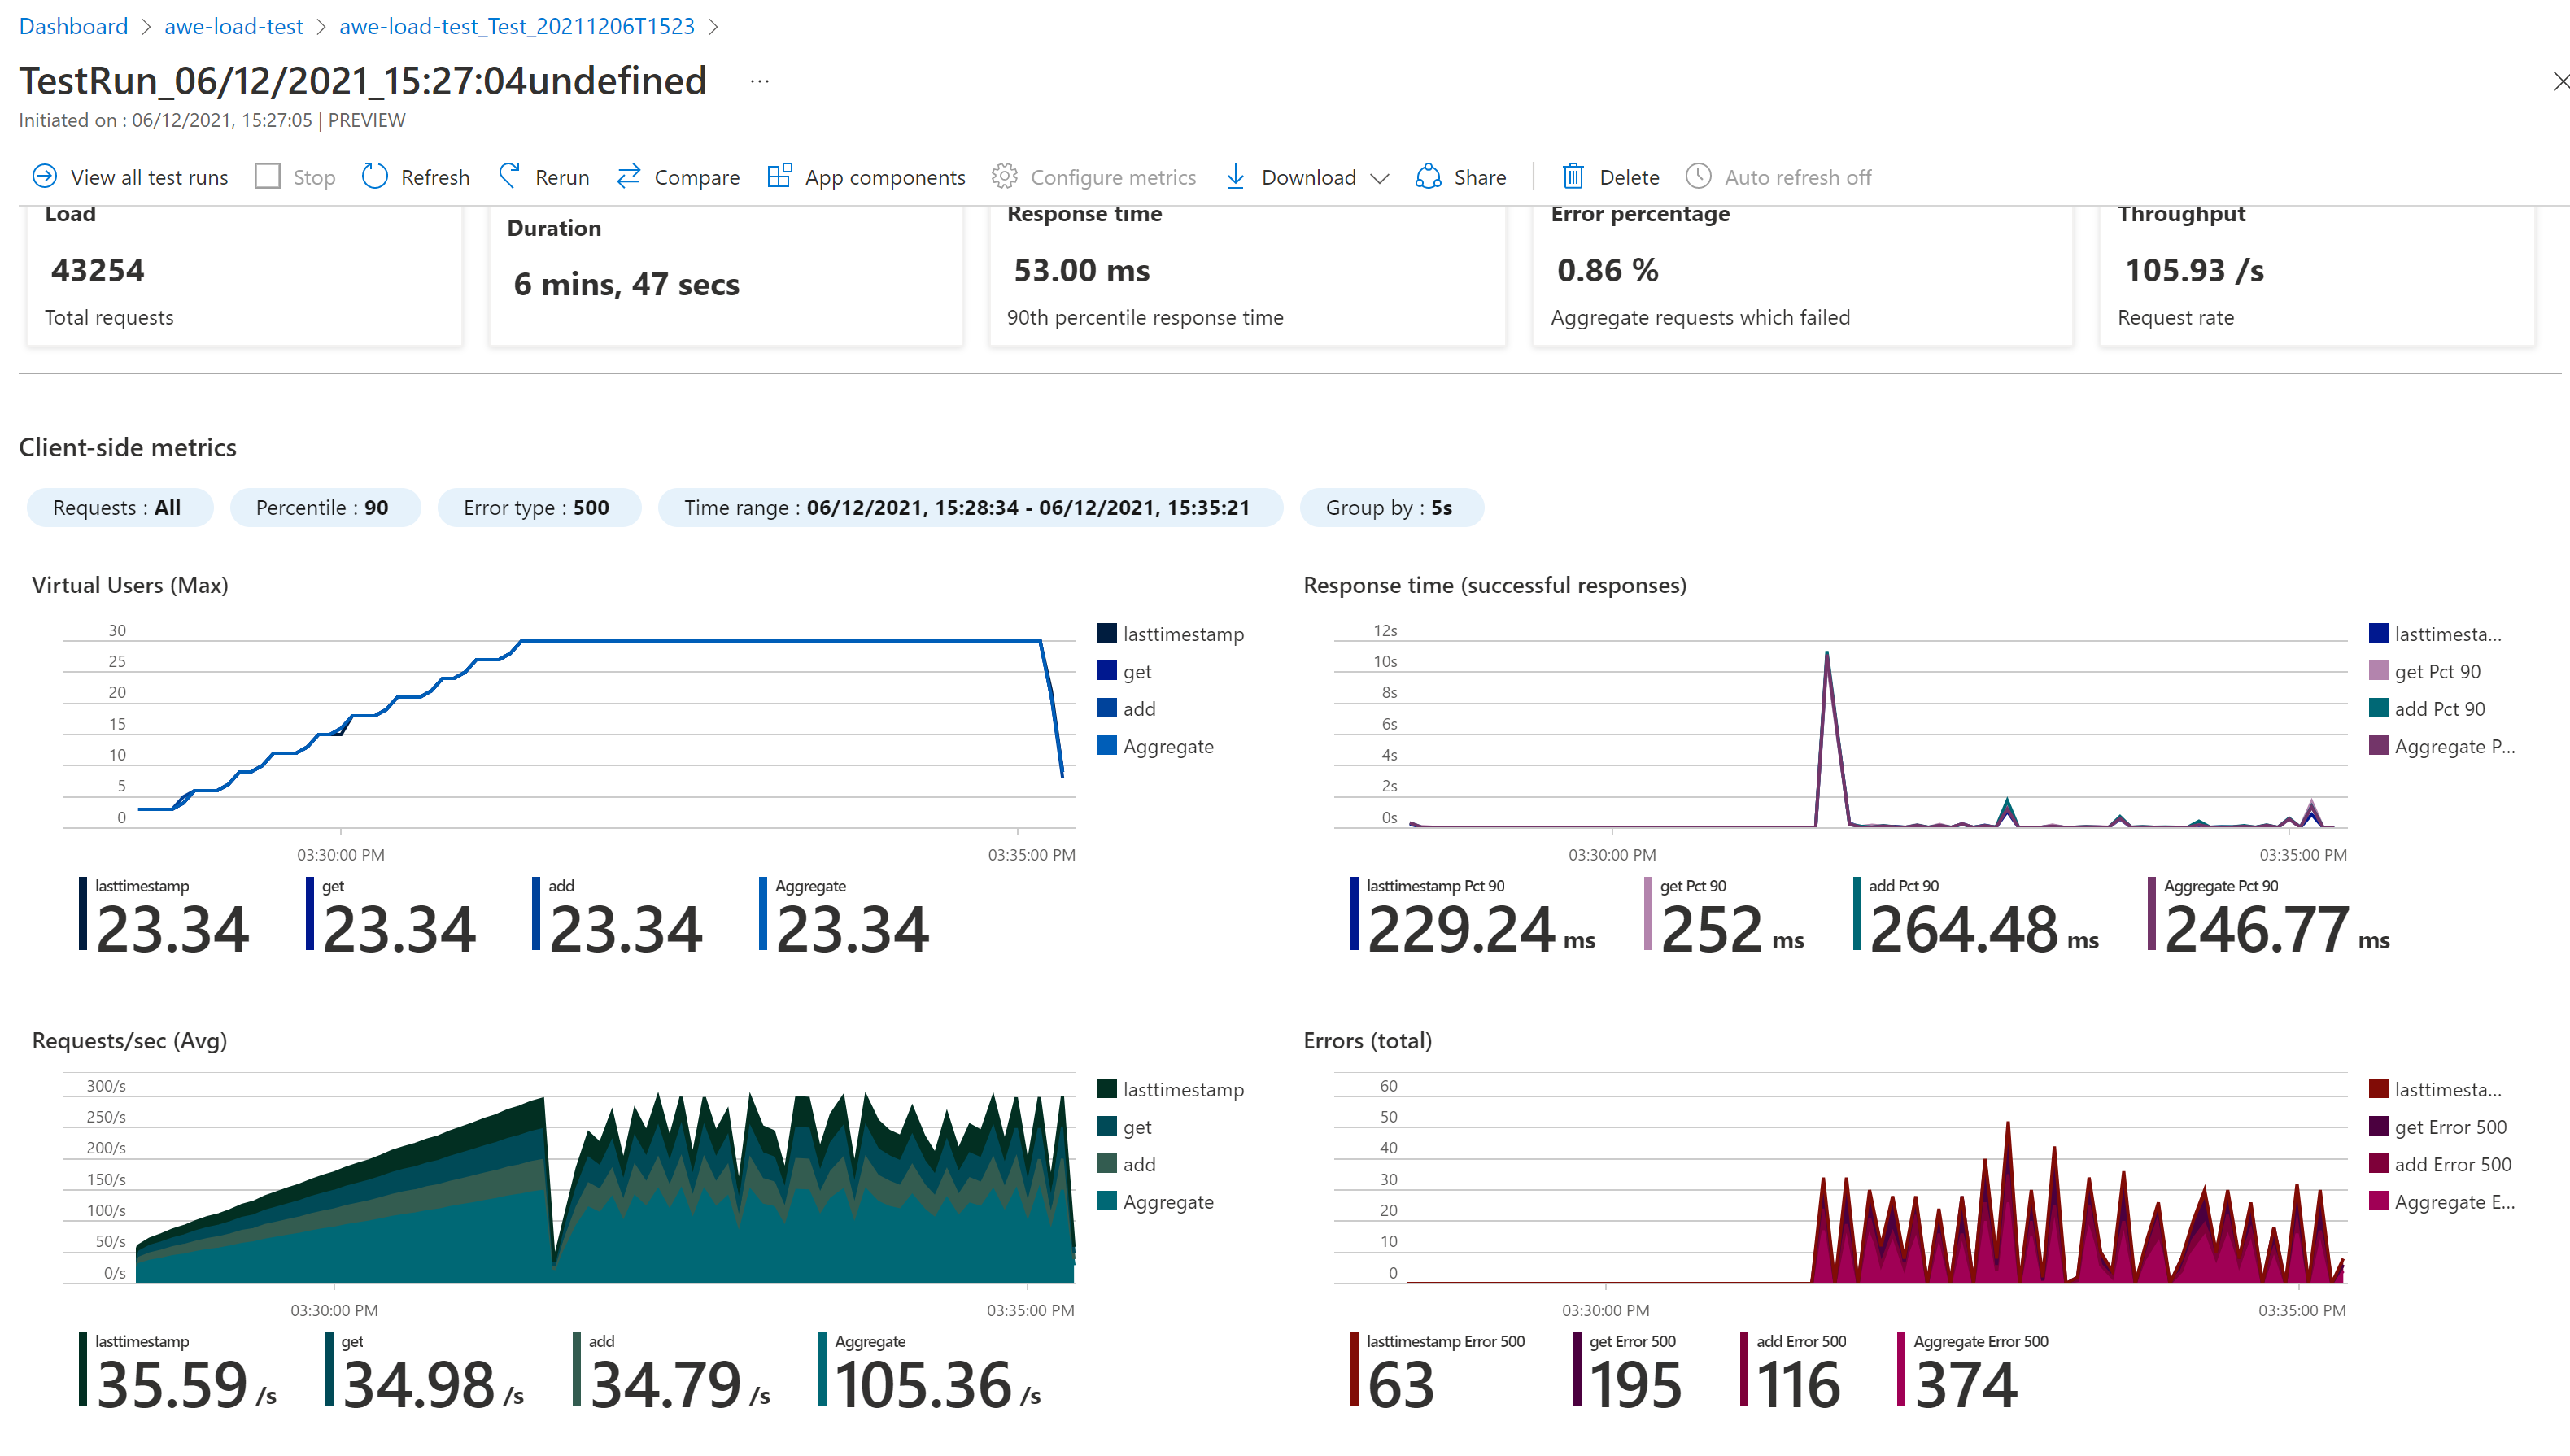 Dashboard > awe-load-test > awe-load-test_Test_20211206T1523 >
TestRun_06/12/2021_15:27:04undefined ...
Initiated on : 06/12/2021, 15:27:05 | PREVIEW
View all test runs Stop Refresh Rerun Compare App components Configure metrics Download Share Delete Auto refresh off
Load
43254
Total requests
Duration
6 mins, 47 secs
Response time
53.00 ms
90th percentile response time
Error percentage
0.86 %
Aggregate requests which failed
Throughput
105.93 /s
Request rate
Client-side metrics
Requests : All
Percentile : 90
Error type : 500
Time range : 06/12/2021, 15:28:34 - 06/12/2021, 15:35:21
Group by : 5s
Virtual Users (Max)
30
25
20
15
10
5
0
03:30:00 PM 03:35:00 PM
lasttimestamp
get
add
Aggregate
lasttimestamp
23.34
get
23.34
add
23.34
Aggregate
23.34
Response time (successful responses)
12s
10s
8s
6s
4s
2s
0s
03:30:00 PM 03:35:00 PM
lasttimesta...
get Pct 90
add Pct 90
Aggregate P...
lasttimestamp Pct 90
229.24 ms
get Pct 90
252 ms
add Pct 90
264.48 ms
Aggregate Pct 90
246.77 ms
Requests/sec (Avg)
300/s
250/s
200/s
150/s
100/s
50/s
0/s
03:30:00 PM 03:35:00 PM
lasttimestamp
get
add
Aggregate
lasttimestamp
35.59 /s
get
34.98 /s
add
34.79 /s
Aggregate
105.36 /s
Errors (total)
60
50
40
30
20
10
0
03:30:00 PM 03:35:00 PM
lasttimesta...
get Error 500
add Error 500
Aggregate E...
lasttimestamp Error 500
63
get Error 500
195
add Error 500
116
Aggregate Error 500
374